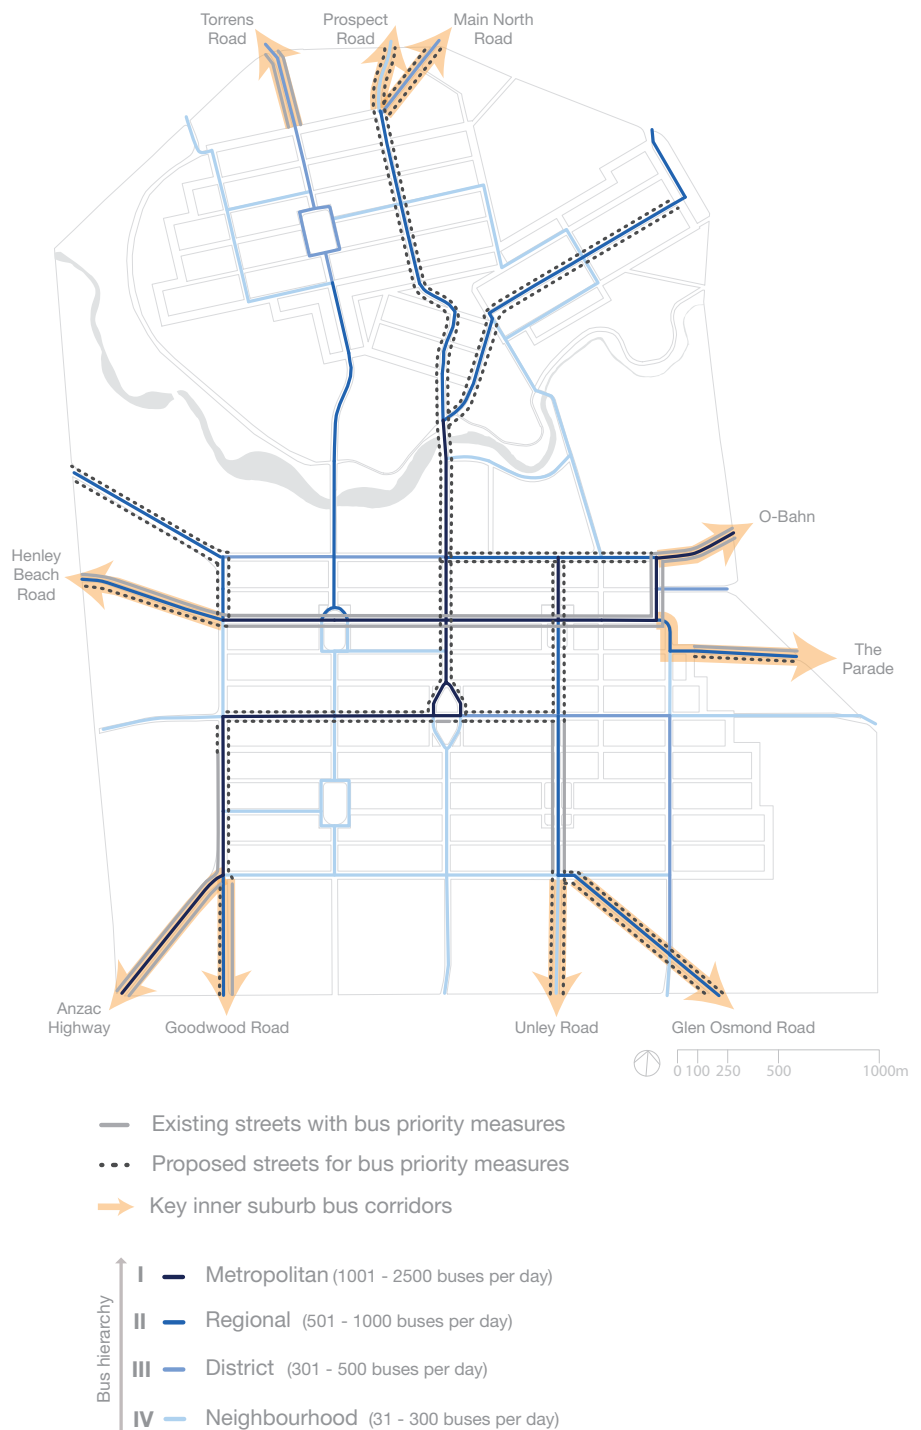 Torrens
Road
Prospect
Road
Main North
Road
O-Bahn
Henley
Beach
Road
The
Parade
Anzac
Highway
Goodwood Road
Unley Road
Glen Osmond Road
0 100 250 500 1000m
Existing streets with bus priority measures
Proposed streets for bus priority measures
Key inner suburb bus corridors
Bus hierarchy
I Metropolitan (1001 - 2500 buses per day)
II Regional (501 - 1000 buses per day)
III District (301 - 500 buses per day)
IV Neighbourhood (31 - 300 buses per day)